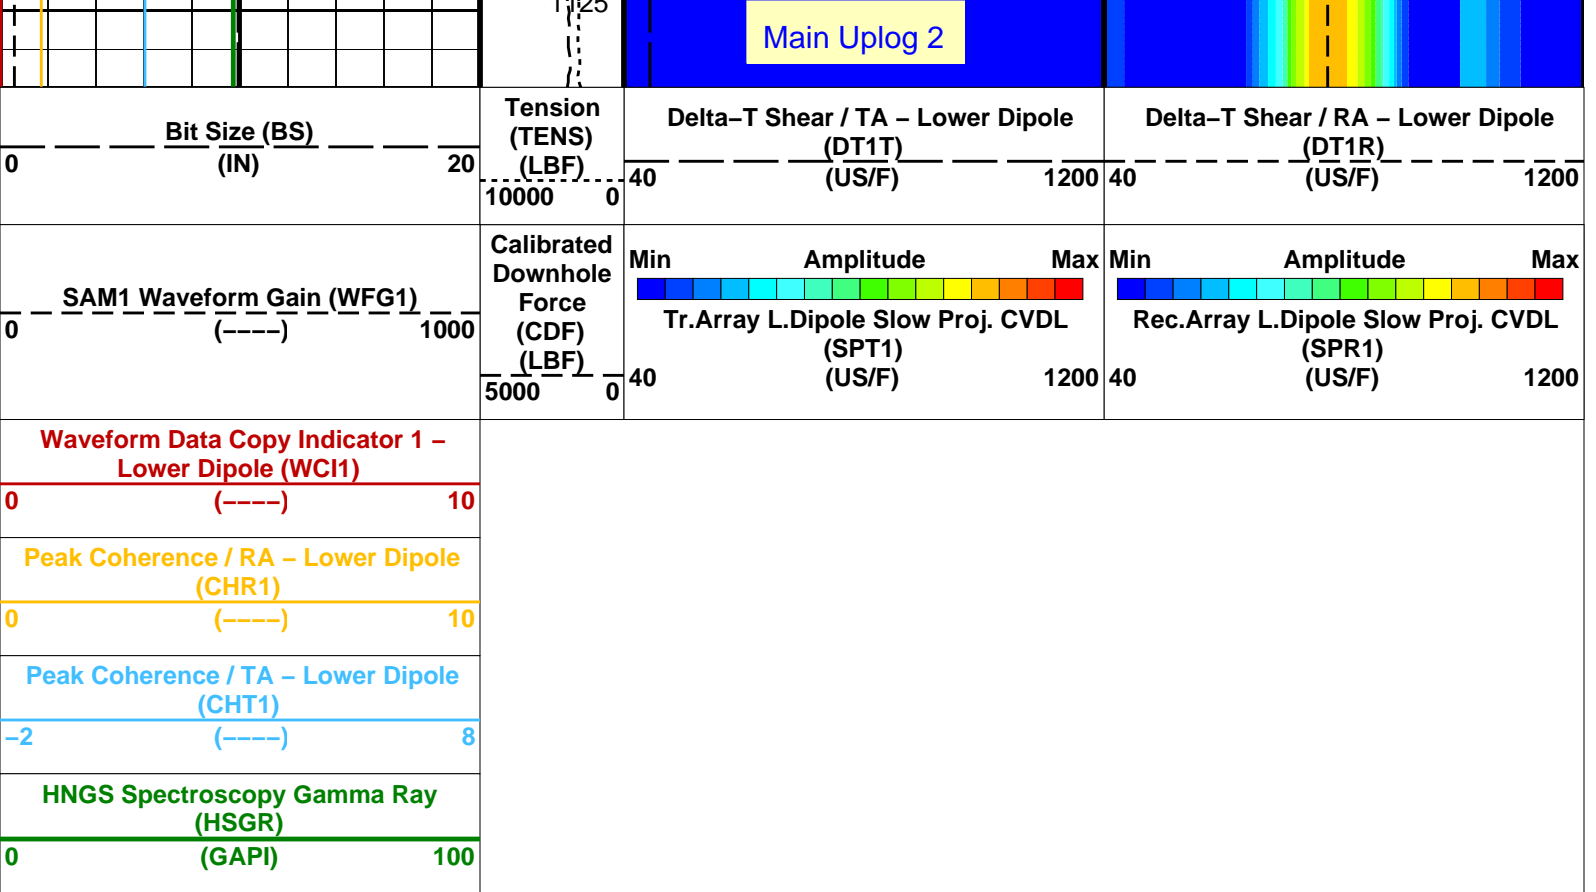 1125
Main Uplog 2
Bit Size (BS)
0 (IN) 20
Tension
(TENS)
(LBF)
10000 0
Delta–T Shear / TA – Lower Dipole
(DT1T)
40 (US/F) 1200
Delta–T Shear / RA – Lower Dipole
(DT1R)
40 (US/F) 1200
SAM1 Waveform Gain (WFG1)
0 (––––) 1000
Calibrated
Downhole
Force
(CDF)
(LBF)
5000 0
Min Amplitude Max
Tr.Array L.Dipole Slow Proj. CVDL
(SPT1)
40 (US/F) 1200
Min Amplitude Max
Rec.Array L.Dipole Slow Proj. CVDL
(SPR1)
40 (US/F) 1200
Waveform Data Copy Indicator 1 –
Lower Dipole (WCI1)
0 (––––) 10
Peak Coherence / RA – Lower Dipole
(CHR1)
0 (––––) 10
Peak Coherence / TA – Lower Dipole
(CHT1)
–2 (––––) 8
HNGS Spectroscopy Gamma Ray
(HSGR)
0 (GAPI) 100